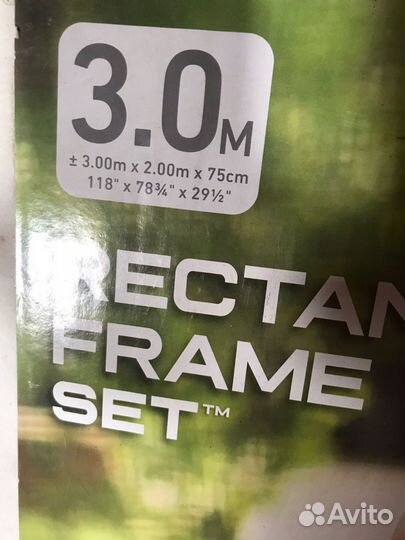 3.0M
± 3.00m x 2.00m x 75cm
118" x 78¾" x 29½"
RECTAN
FRAME
SET™
Avito